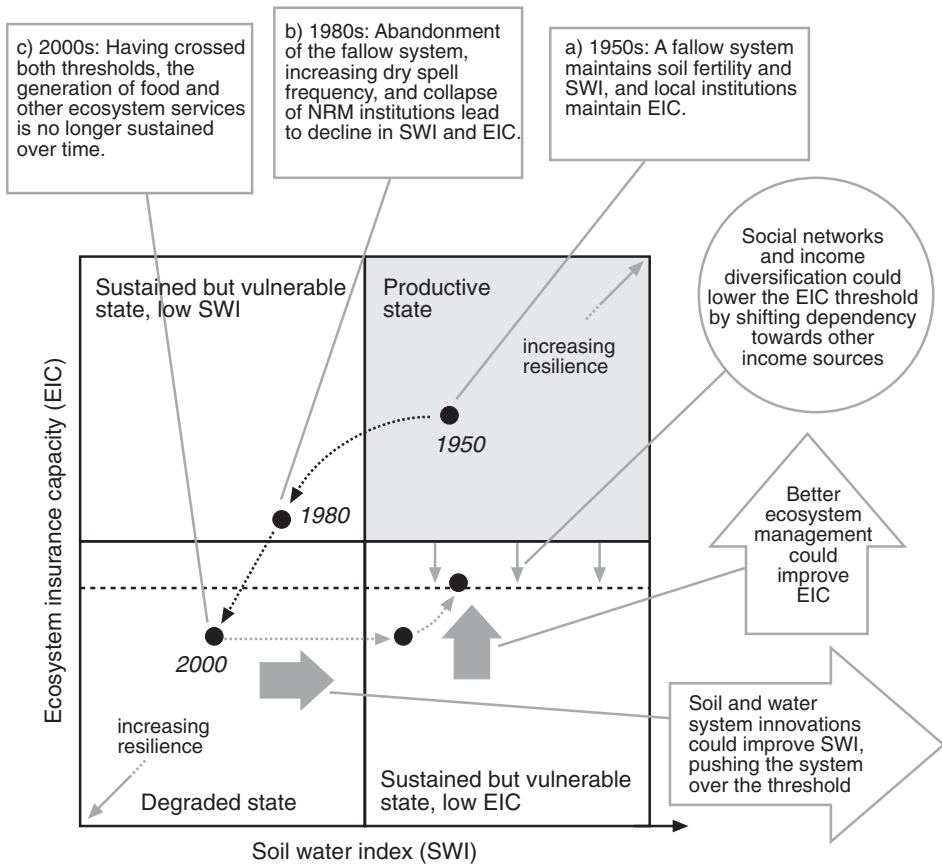 c) 2000s: Having crossed
both thresholds, the
generation of food and
other ecosystem services
is no longer sustained
over time.
b) 1980s: Abandonment
of the fallow system,
increasing dry spell
frequency, and collapse
of NRM institutions lead
to decline in SWI and EIC.
a) 1950s: A fallow system
maintains soil fertility and
SWI, and local institutions
maintain EIC.
Social networks
and income
diversification could
lower the EIC threshold
by shifting dependency
towards other
income sources
Sustained but vulnerable
state, low SWI
Productive
state
increasing
resilience
1950
1980
Ecosystem insurance capacity (EIC)
Better
ecosystem
management
could
improve
EIC
2000
increasing
resilience
Degraded state
Sustained but vulnerable
state, low EIC
Soil and water
system innovations
could improve SWI,
pushing the system
over the threshold
Soil water index (SWI)